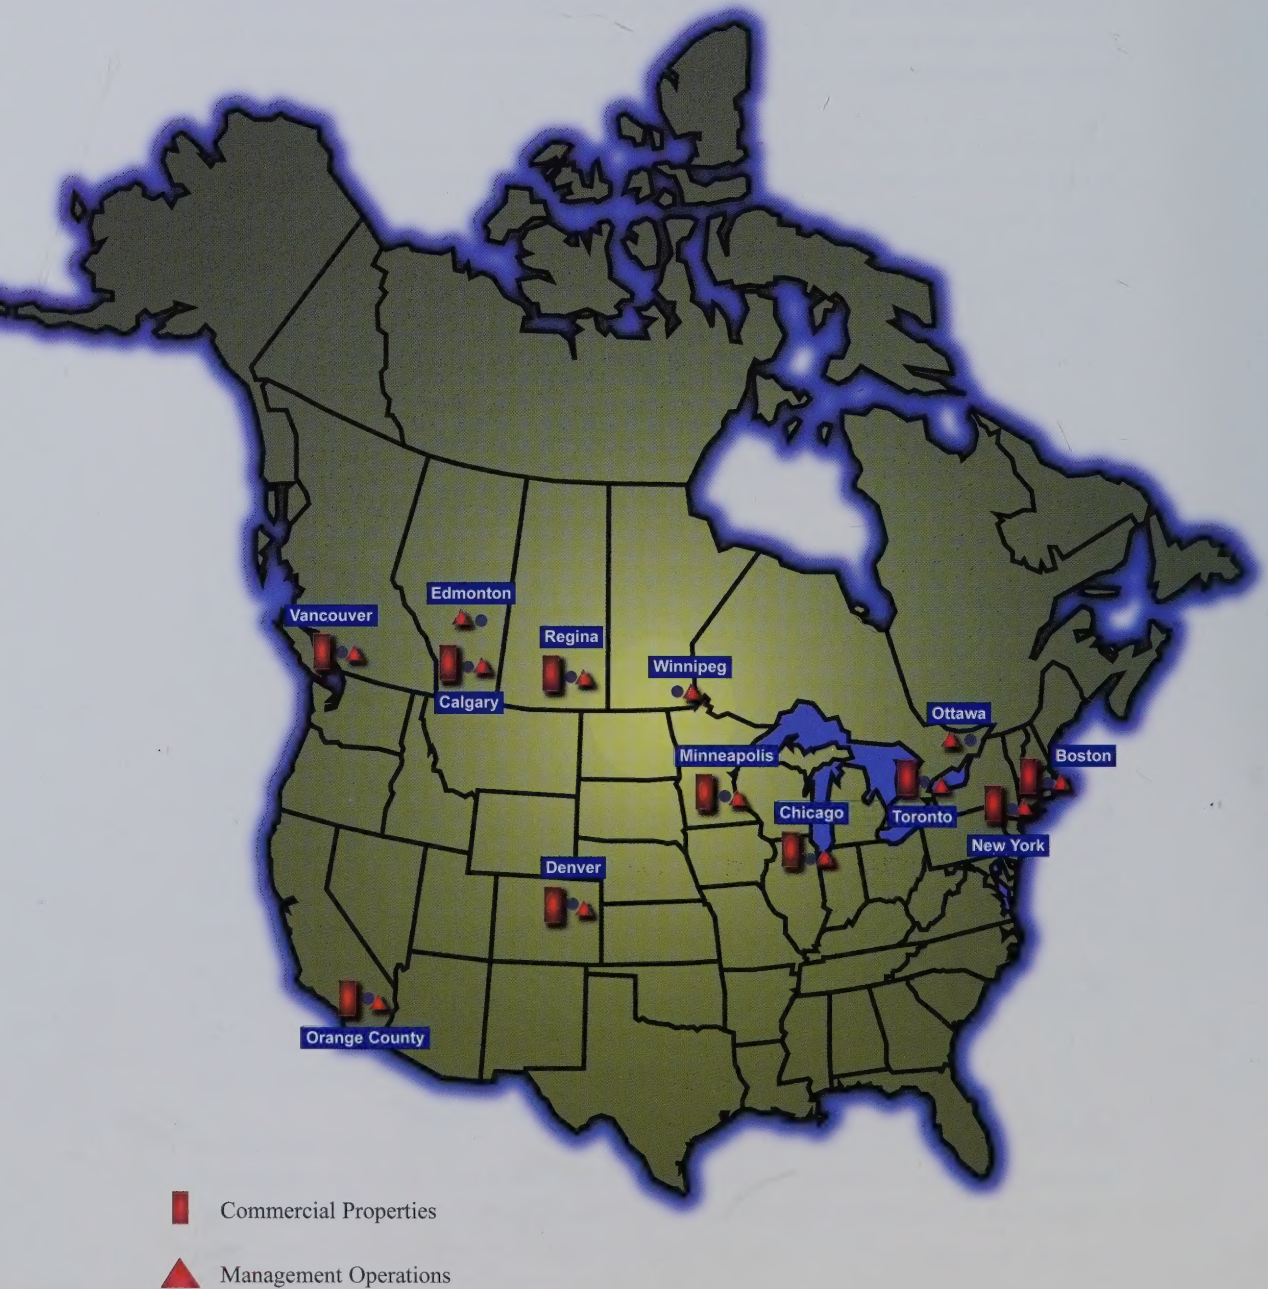 Edmonton
Vancouver
Regina
Winnipeg
Calgary
Ottawa
Minneapolis
Boston
Chicago
Toronto
New York
Denver
Orange County
Commercial Properties
Management Operations